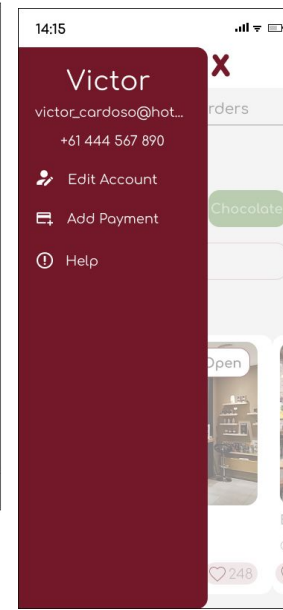 14:15
Victor
X
victor_cardoso@hot...
rders
+61 444 567 890
Edit Account
Add Payment
Chocolate
Help
Open
248